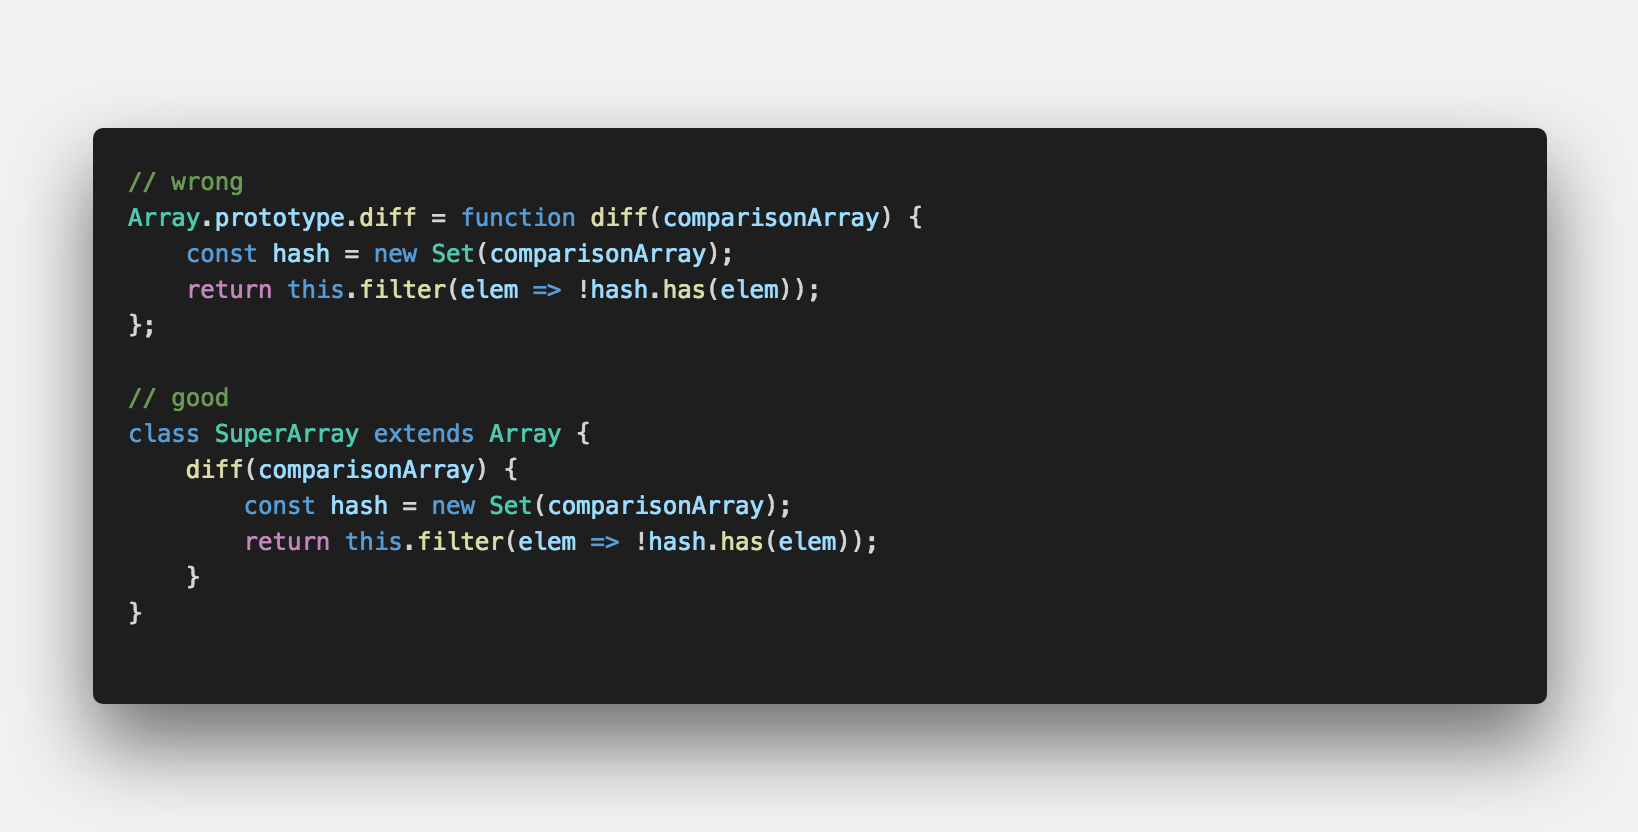 // wrong
Array.prototype.diff = function diff(comparisonArray) {
    const hash = new Set(comparisonArray);
    return this.filter(elem => !hash.has(elem));
};

// good
class SuperArray extends Array {
    diff(comparisonArray) {
        const hash = new Set(comparisonArray);
        return this.filter(elem => !hash.has(elem));
    }
}